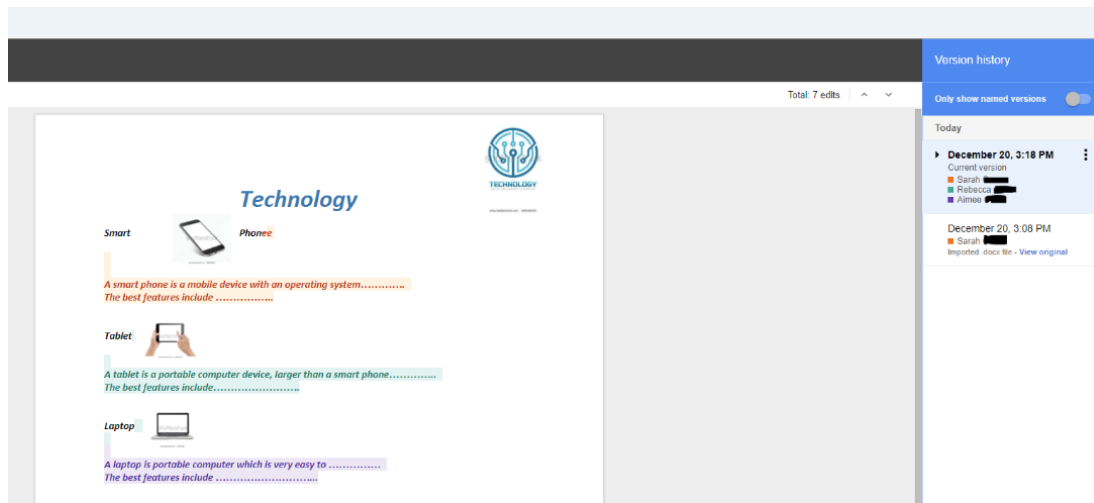 Version history
Total: 7 edits
Only show named versions
Today
December 20, 3:18 PM
Current version
Sarah
Rebecca
Aimee
December 20, 3:08 PM
Sarah
Imported .docx file - View original
TECHNOLOGY
Technology
Smart Phonee
A smart phone is a mobile device with an operating system.............
The best features include ................
Tablet
A tablet is a portable computer device, larger than a smart phone.............
The best features include.........................
Laptop
A laptop is portable computer which is very easy to ...............
The best features include ..............................